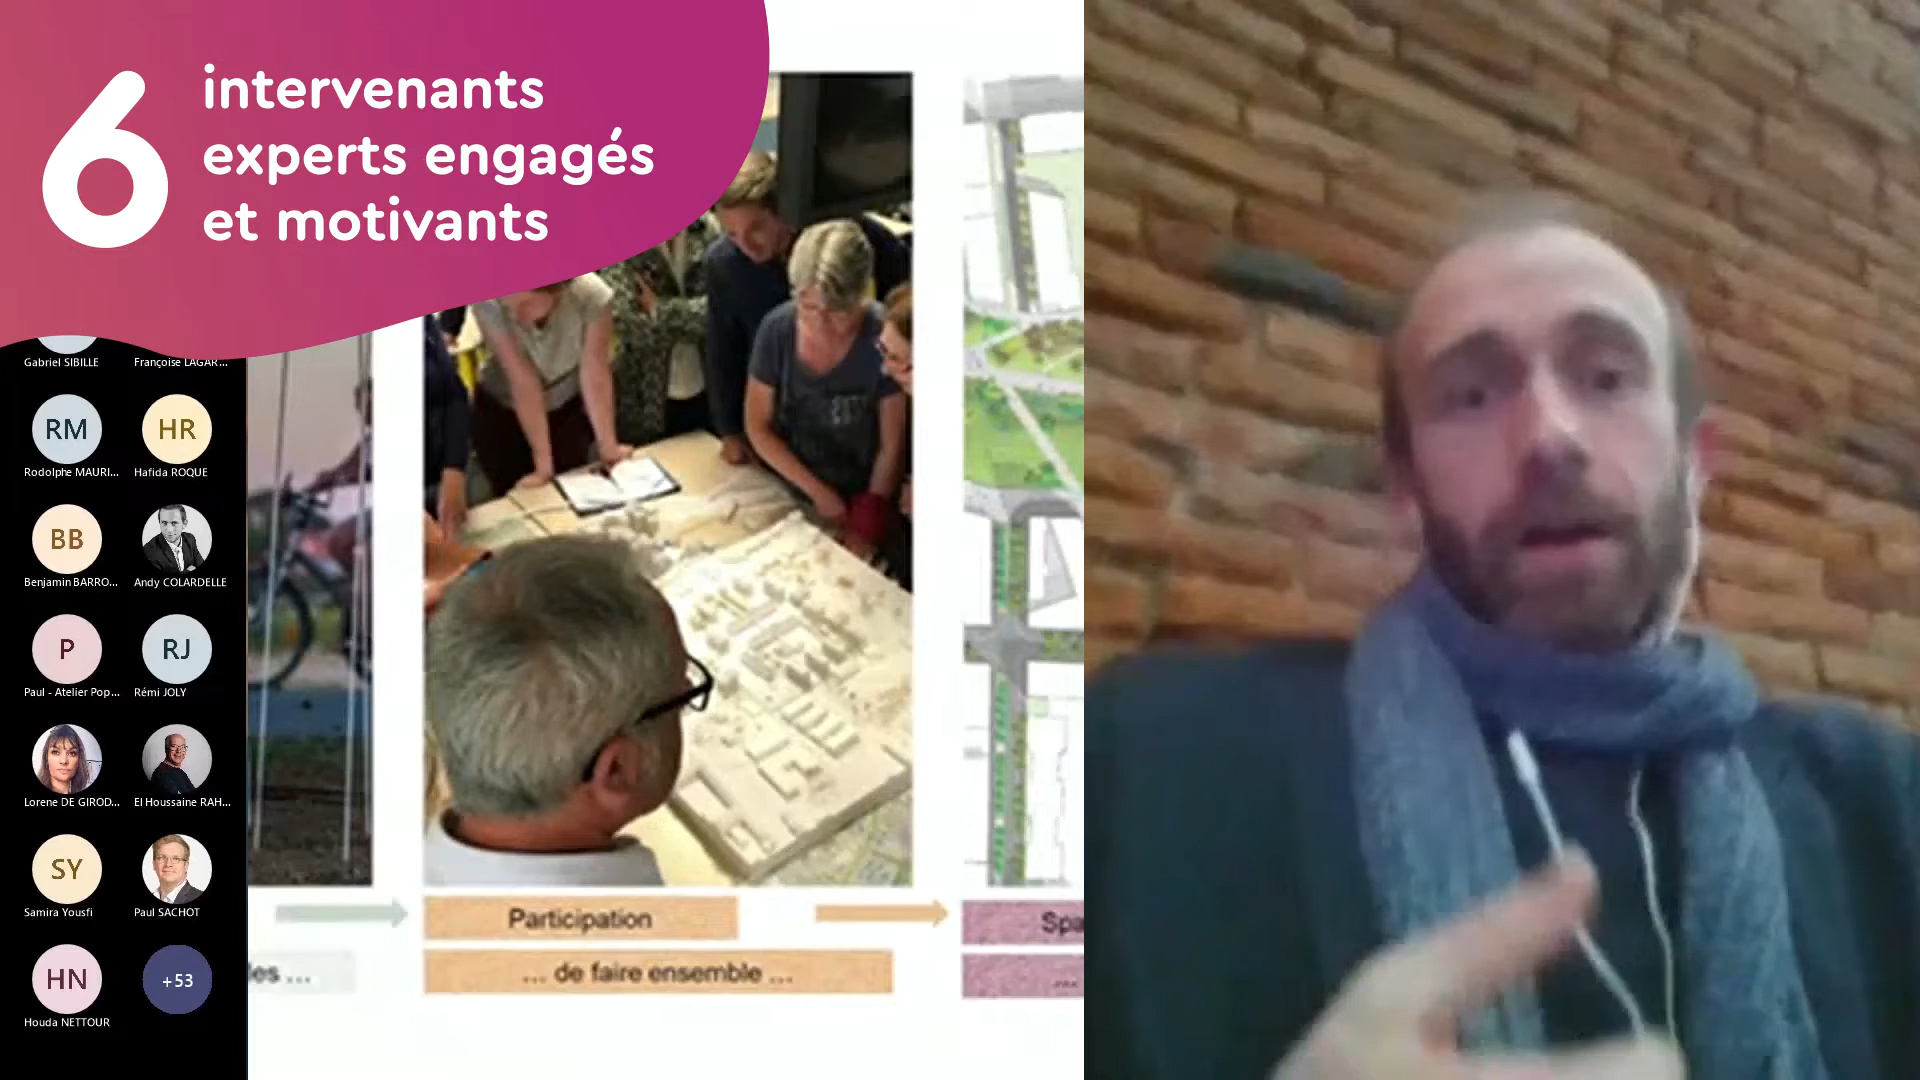 6
intervenants
experts engagés
et motivants
Gabriel SIBILLE
Françoise LAGAR...
RM
HR
Rodolphe MAURI...
Hafida ROQUE
BB
Benjamin BARRO...
Andy COLARDELLE
P
RJ
Paul - Atelier Pop...
Rémi JOLY
Lorene DE GIROD...
El Houssaine RAH...
SY
Samira Yousfi
Paul SACHOT
HN
+53
Houda NETTOUR
Participation
Spa
les ...
... de faire ensemble ...
...